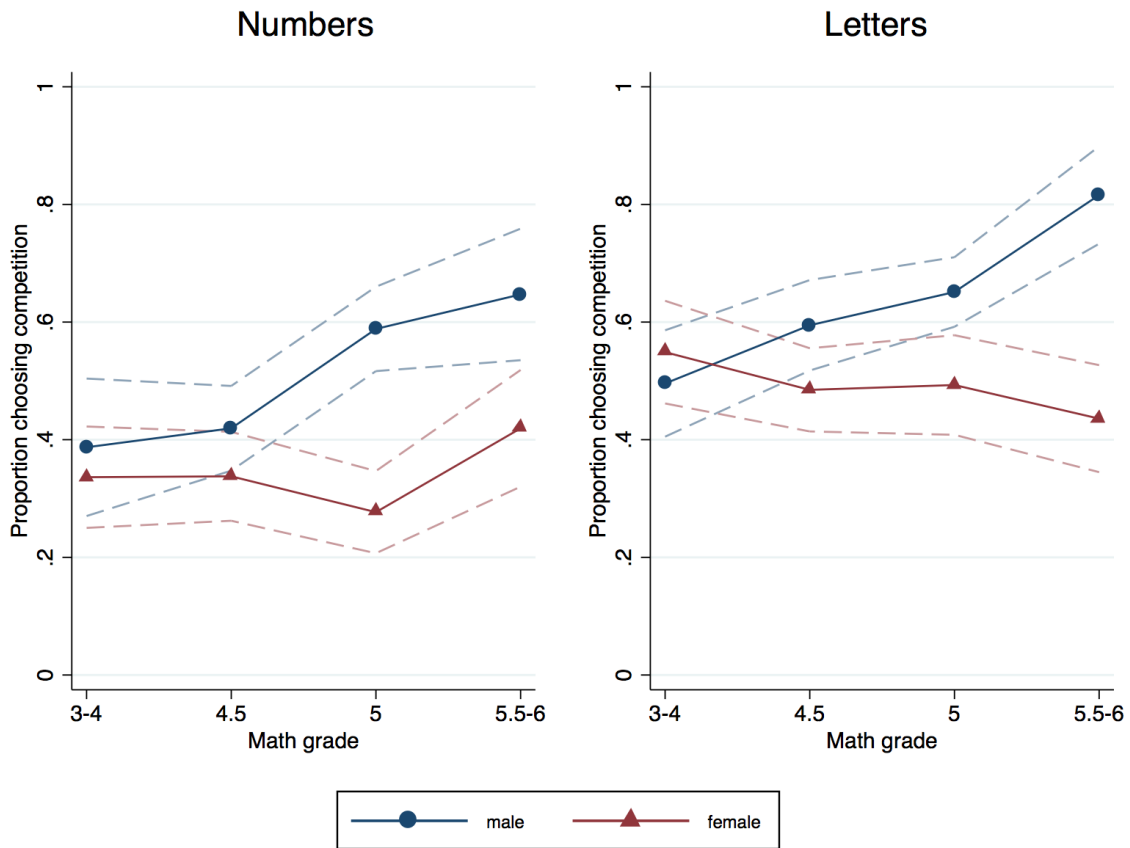 Numbers
Proportion choosing competition
1
.8
.6
.4
.2
0
3-4 4.5 5 5.5-6
Math grade
Letters
Proportion choosing competition
1
.8
.6
.4
.2
0
3-4 4.5 5 5.5-6
Math grade
male female